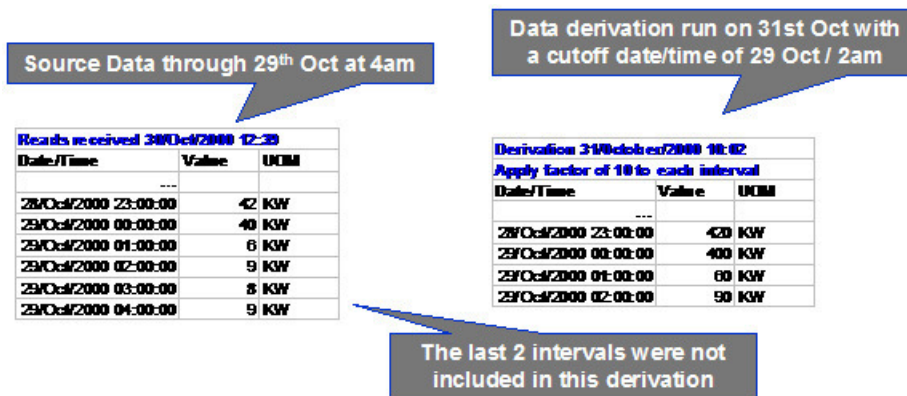 Source Data through 29th Oct at 4am
Data derivation run on 31st Oct with
a cutoff date/time of 29 Oct / 2am
Reads received 30/Oct/2000 12:39
Date/Time Value UOM
---
28/Oct/2000 23:00:00 42 KW
29/Oct/2000 00:00:00 40 KW
29/Oct/2000 01:00:00 6 KW
29/Oct/2000 02:00:00 9 KW
29/Oct/2000 03:00:00 8 KW
29/Oct/2000 04:00:00 9 KW
Derivation 31/October/2000 10:02
Apply factor of 10 to each interval
Date/Time Value UOM
---
28/Oct/2000 23:00:00 420 KW
29/Oct/2000 00:00:00 400 KW
29/Oct/2000 01:00:00 60 KW
29/Oct/2000 02:00:00 90 KW
The last 2 intervals were not
included in this derivation